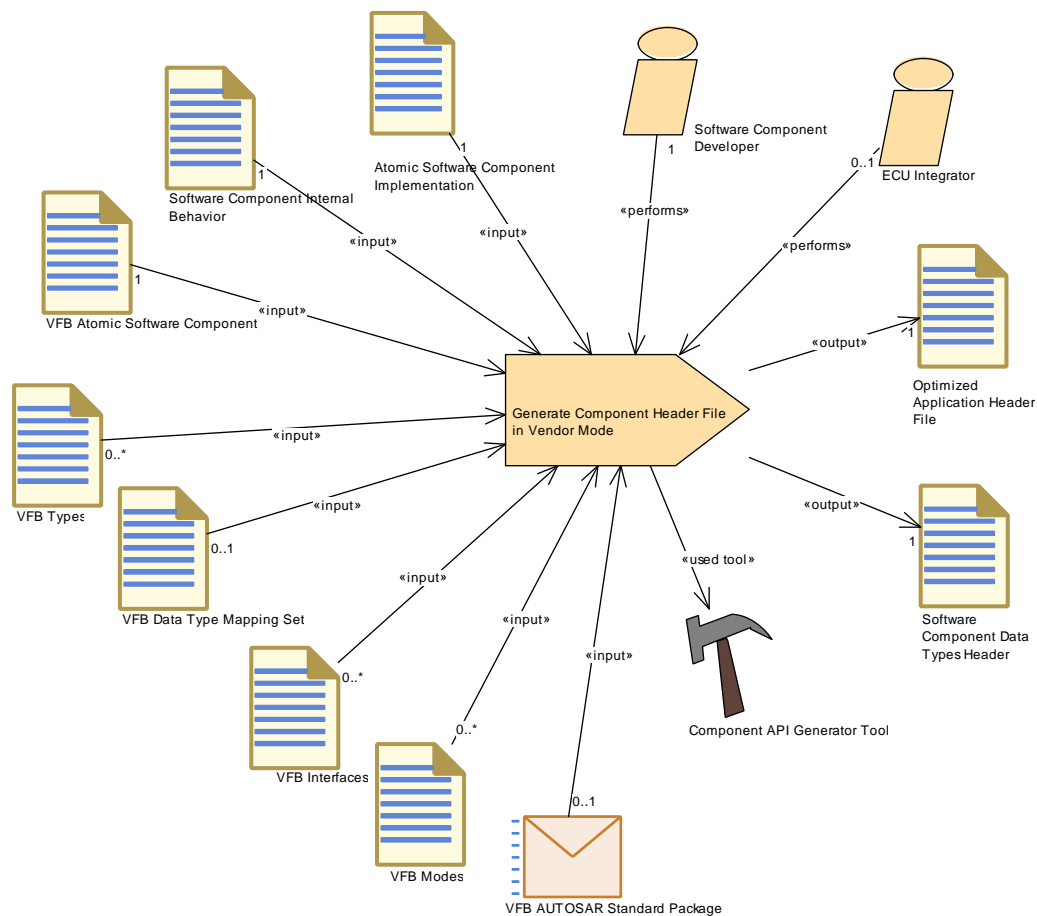 1
Atomic Software Component
Implementation
1
Software Component Internal
Behavior
1
VFB Atomic Software Component
1
Software Component
Developer
0..1
ECU Integrator
«input»
«input»
«input»
«performs»
«performs»
«output»
1
Optimized
Application Header
File
Generate Component Header File
in Vendor Mode
«input»
0..*
VFB Types
«input»
0..1
VFB Data Type Mapping Set
«output»
1
Software
Component Data
Types Header
«input»
0..*
VFB Interfaces
«input»
0..*
VFB Modes
«input»
0..1
VFB AUTOSAR Standard Package
«used tool»
Component API Generator Tool